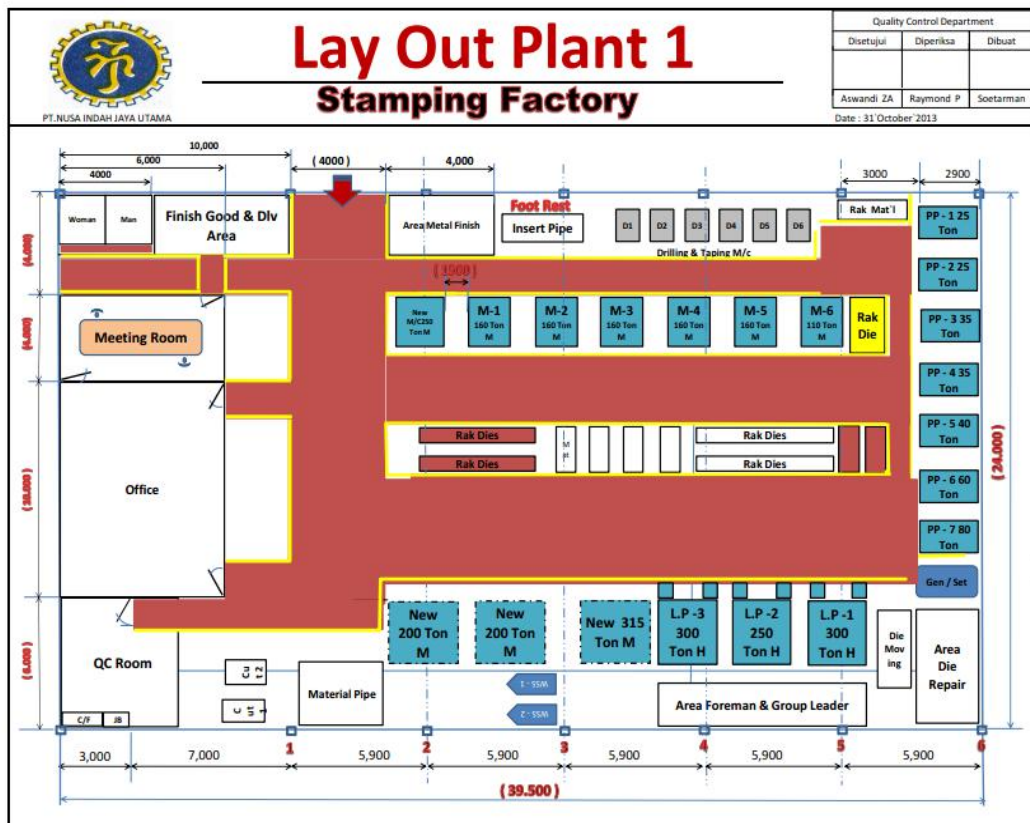 Lay Out Plant 1
Stamping Factory
PT.NUSA INDAH JAYA UTAMA
Quality Control Department
Disetujui Diperiksa Dibuat
Aswandi ZA Raymond P Soetarman
Date : 31`October`2013
10,000
6,000
4000
( 4000 )
4,000
3000
2900
Woman
Man
Finish Good & Dlv
Area
Area Metal Finish
Foot Rest
Insert Pipe
D1 D2 D3 D4 D5 D6
Drilling & Taping M/c
Rak Mat`l
PP - 1 25
Ton
PP - 2 25
Ton
PP - 3 35
Ton
PP - 4 35
Ton
PP - 5 40
Ton
PP - 6 60
Ton
PP - 7 80
Ton
Gen / Set
( 1500 )
New
M/C250
Ton M
M-1
160 Ton
M
M-2
160 Ton
M
M-3
160 Ton
M
M-4
160 Ton
M
M-5
160 Ton
M
M-6
110 Ton
M
Rak
Die
Meeting Room
Rak Dies
Rak Dies
M
at
Rak Dies
Rak Dies
Office
( 24.000 )
New
200 Ton
M
New
200 Ton
M
New 315
Ton M
L.P -3
300
Ton H
L.P -2
250
Ton H
L.P -1
300
Ton H
Die
Mov
ing
Area
Die
Repair
QC Room
C/F
JB
Cu
t 2
C
ut
1
Material Pipe
WSS - 1
WSS - 2
Area Foreman & Group Leader
1 2 3 4 5 6
3,000 7,000 5,900 5,900 5,900 5,900 5,900
( 39.500 )